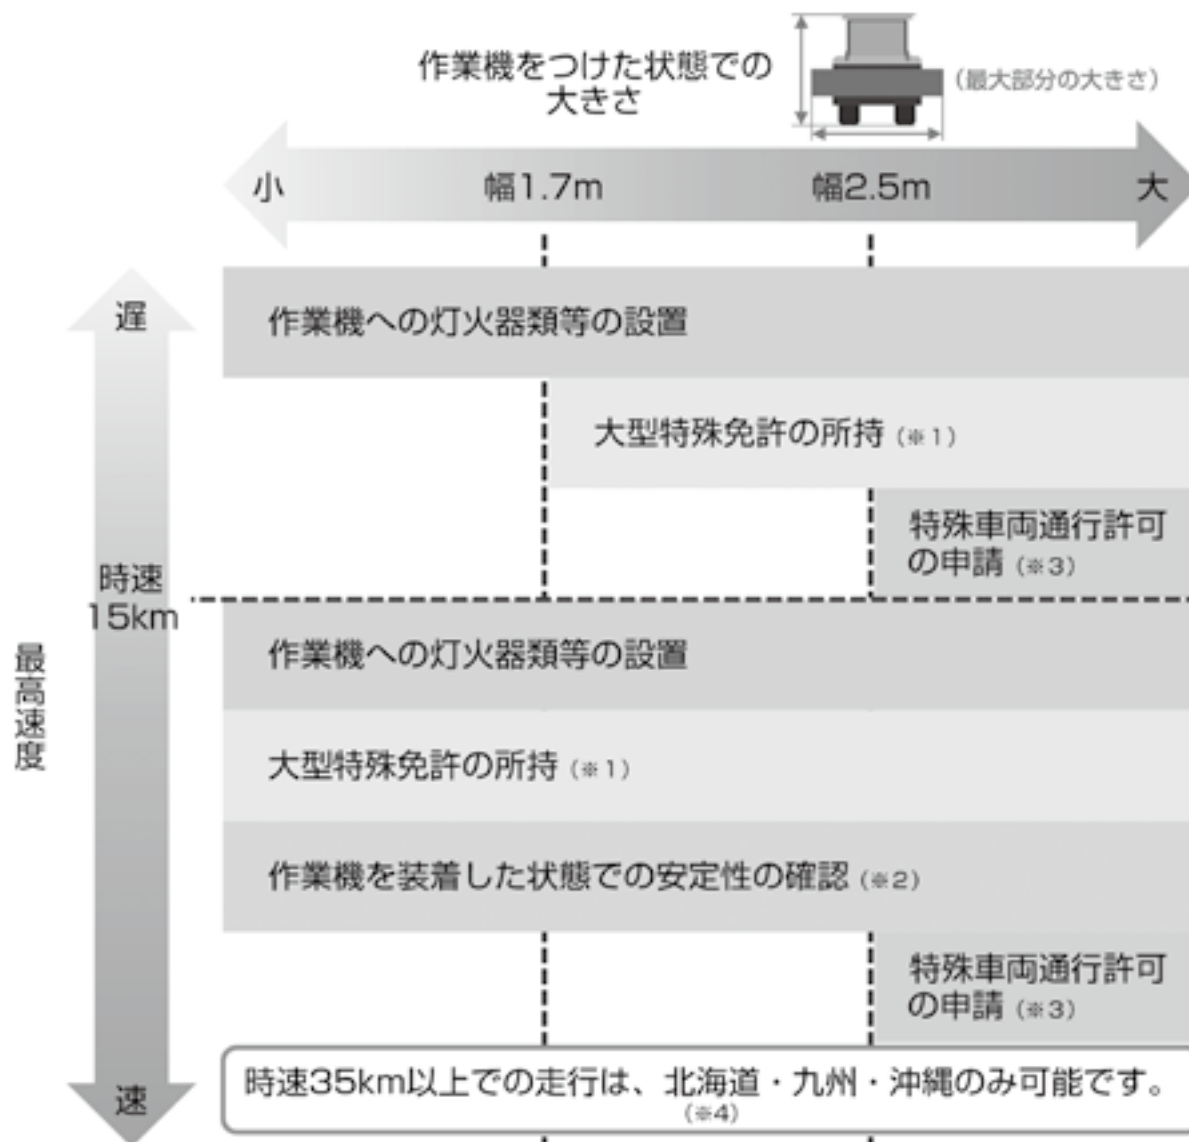 作業機をつけた状態での
大きさ
(最大部分の大きさ)
小
幅1.7m
幅2.5m
大
遅
作業機への灯火器類等の設置
大型特殊免許の所持(※1)
特殊車両通行許可
の申請(※3)
時速
15km
最高速度
作業機への灯火器類等の設置
大型特殊免許の所持(※1)
作業機を装着した状態での安定性の確認(※2)
特殊車両通行許可
の申請(※3)
速
時速35km以上での走行は、北海道・九州・沖縄のみ可能です。
(※4)